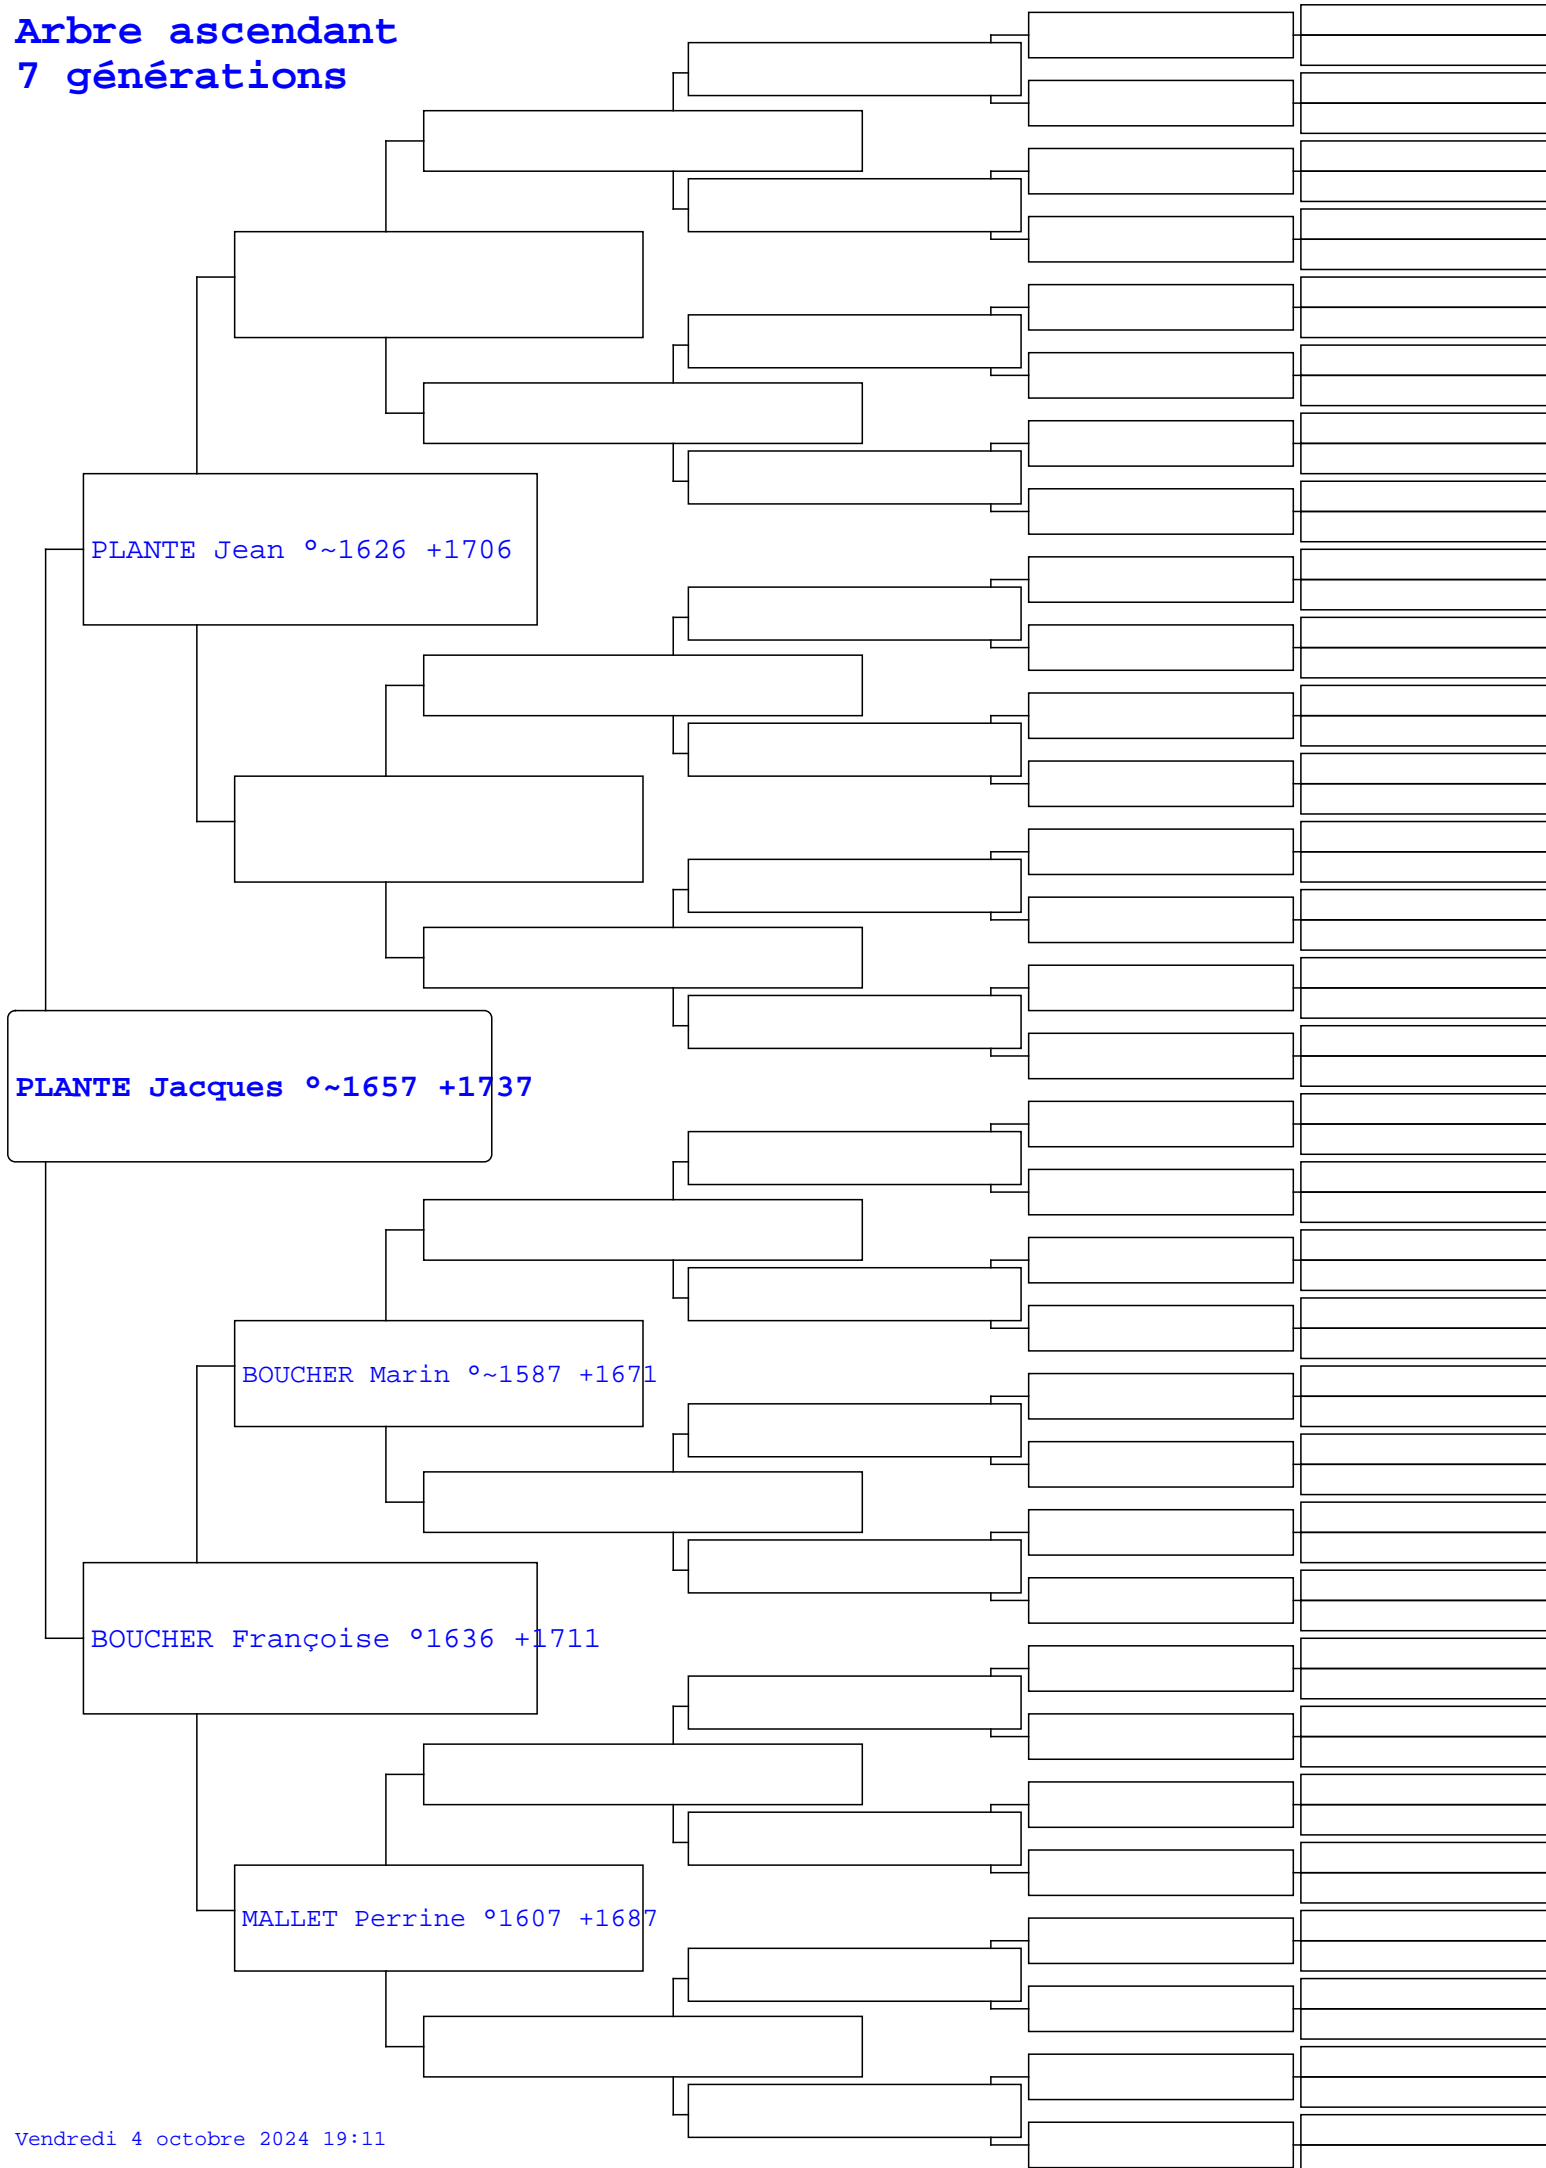 Arbre ascendant
7 générations
PLANTE Jean °~1626 +1706
PLANTE Jacques °~1657 +1737
BOUCHER Marin °~1587 +1671
BOUCHER Françoise °1636 +1711
MALLET Perrine °1607 +1687
Vendredi 4 octobre 2024 19:11